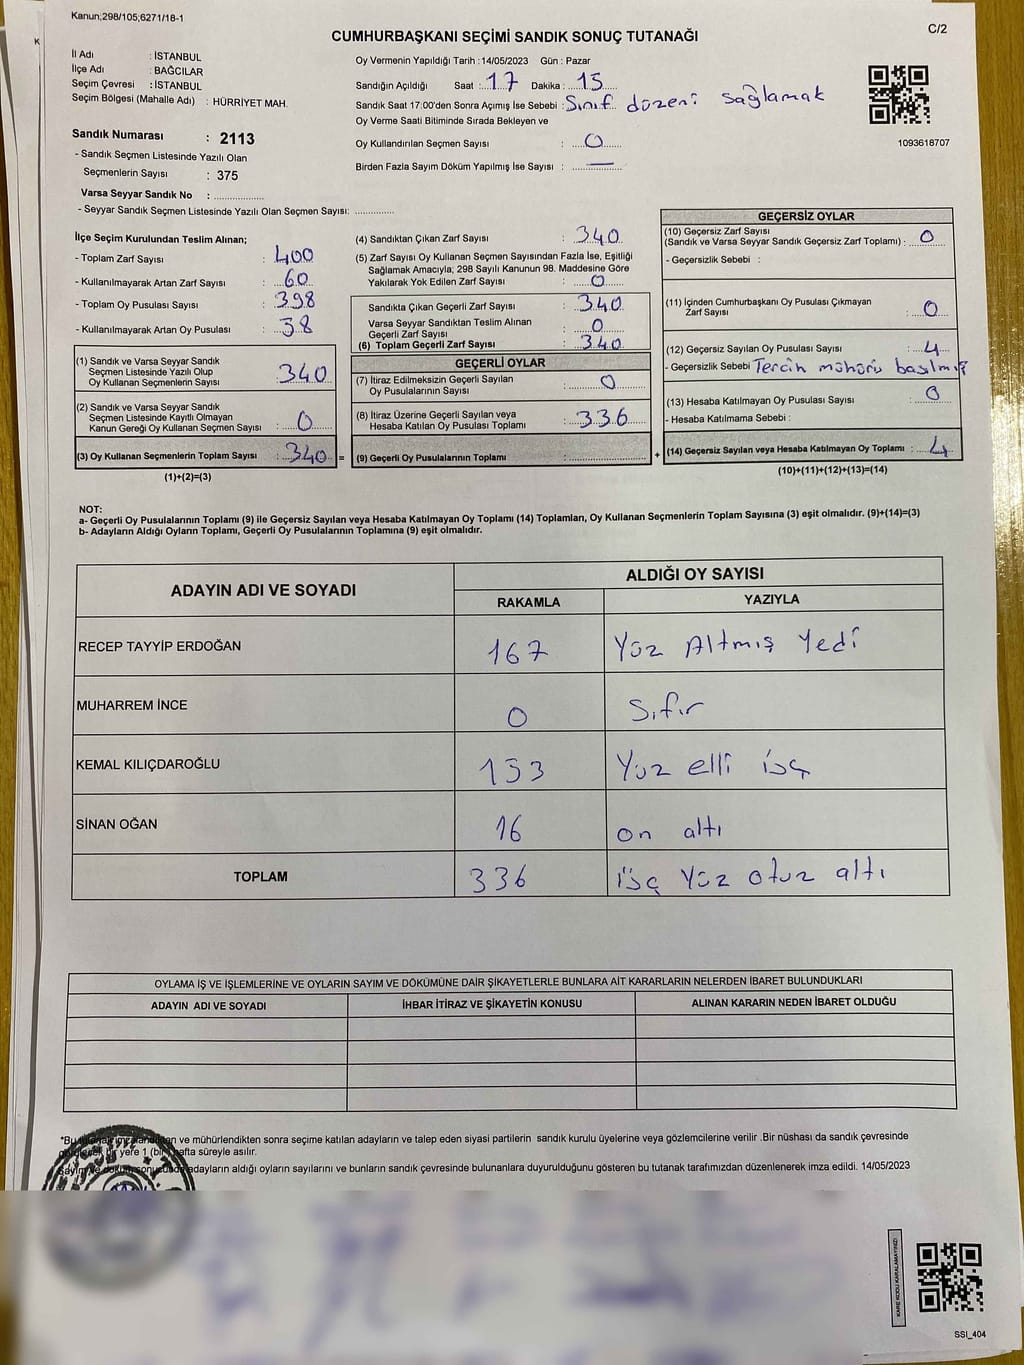 Kanun;298/105;6271/18-1
C/2
CUMHURBAŞKANI SEÇİMİ SANDIK SONUÇ TUTANAĞI
İl Adı : İSTANBUL
İlçe Adı : BAĞCILAR
Seçim Çevresi : İSTANBUL
Seçim Bölgesi (Mahalle Adı) : HÜRRİYET MAH.
Sandık Numarası : 2113
- Sandık Seçmen Listesinde Yazılı Olan
Seçmenlerin Sayısı : 375
Varsa Seyyar Sandık No : ................
- Seyyar Sandık Seçmen Listesinde Yazılı Olan Seçmen Sayısı: .............
Oy Vermenin Yapıldığı Tarih :14/05/2023 Gün : Pazar
Sandığın Açıldığı Saat : 17 Dakika : 15
Sandık Saat 17:00'den Sonra Açımış İse Sebebi : Sınıf düzeni sağlamak
Oy Verme Saati Bitiminde Sırada Bekleyen ve
Oy Kullandırılan Seçmen Sayısı : 0
Birden Fazla Sayım Döküm Yapılmış İse Sayısı : —
1093618707
İlçe Seçim Kurulundan Teslim Alınan;
- Toplam Zarf Sayısı : 400
- Kullanılmayarak Artan Zarf Sayısı : 60
- Toplam Oy Pusulası Sayısı : 398
- Kullanılmayarak Artan Oy Pusulası : 38
(1) Sandık ve Varsa Seyyar Sandık
Seçmen Listesinde Yazılı Olup
Oy Kullanan Seçmenlerin Sayısı : 340
(2) Sandık ve Varsa Seyyar Sandık
Seçmen Listesinde Kayıtlı Olmayan
Kanun Gereği Oy Kullanan Seçmen Sayısı : 0
(3) Oy Kullanan Seçmenlerin Toplam Sayısı : 340 =
(1)+(2)=(3)
(4) Sandıktan Çıkan Zarf Sayısı : 340
(5) Zarf Sayısı Oy Kullanan Seçmen Sayısından Fazla İse, Eşitliği
Sağlamak Amacıyla; 298 Sayılı Kanunun 98. Maddesine Göre
Yakılarak Yok Edilen Zarf Sayısı : 0
Sandıkta Çıkan Geçerli Zarf Sayısı : 340
Varsa Seyyar Sandıktan Teslim Alınan
Geçerli Zarf Sayısı : 0
(6) Toplam Geçerli Zarf Sayısı : 340
GEÇERLİ OYLAR
(7) İtiraz Edilmeksizin Geçerli Sayılan
Oy Pusulasının Sayısı : 0
(8) İtiraz Üzerine Geçerli Sayılan veya
Hesaba Katılan Oy Pusulası Toplamı : 336
(9) Geçerli Oy Pusulalarının Toplamı : ..................... +
GEÇERSİZ OYLAR
(10) Geçersiz Zarf Sayısı
(Sandık ve Varsa Seyyar Sandık Geçersiz Zarf Toplamı) : 0
- Geçersizlik Sebebi :
(11) İçinden Cumhurbaşkanı Oy Pusulası Çıkmayan
Zarf Sayısı : 0
(12) Geçersiz Sayılan Oy Pusulası Sayısı : 4
- Geçersizlik Sebebi Tercih mühürü basılmış
(13) Hesaba Katılmayan Oy Pusulası Sayısı : 0
- Hesaba Katılmama Sebebi :
(14) Geçersiz Sayılan veya Hesaba Katılmayan Oy Toplamı : 4
(10)+(11)+(12)+(13)=(14)
NOT:
a- Geçerli Oy Pusulalarının Toplamı (9) ile Geçersiz Sayılan veya Hesaba Katılmayan Oy Toplamı (14) Toplamları, Oy Kullanan Seçmenlerin Toplam Sayısına (3) eşit olmalıdır. (9)+(14)=(3)
b- Adayların Aldığı Oyların Toplamı, Geçerli Oy Pusulalarının Toplamına (9) eşit olmalıdır.
ADAYIN ADI VE SOYADI
ALDIĞI OY SAYISI
RAKAMLA YAZIYLA
RECEP TAYYİP ERDOĞAN 167 Yüz Altmış Yedi
MUHARREM İNCE 0 Sıfır
KEMAL KILIÇDAROĞLU 153 Yüz elli üç
SİNAN OĞAN 16 on altı
TOPLAM 336 üç Yüz otuz altı
OYLAMA İŞ VE İŞLEMLERİNE VE OYLARIN SAYIM VE DÖKÜMÜNE DAİR ŞİKAYETLERLE BUNLARA AİT KARARLARIN NELERDEN İBARET BULUNDUKLARI
ADAYIN ADI VE SOYADI İHBAR İTİRAZ VE ŞİKAYETİN KONUSU ALINAN KARARIN NEDEN İBARET OLDUĞU
ve mühürlendikten sonra seçime katılan adayların ve talep eden siyasi partilerin sandık kurulu üyelerine veya gözlemcilerine verilir .Bir nüshası da sandık çevresinde
bir yere 1 (bir) hafta süreyle asılır.
adayların aldığı oyların sayılarını ve bunların sandık çevresinde bulunanlara duyurulduğunu gösteren bu tutanak tarafımızdan düzenlenerek imza edildi. 14/05/2023
KARE KODU KARALAMAYINIZ!
SSI_404